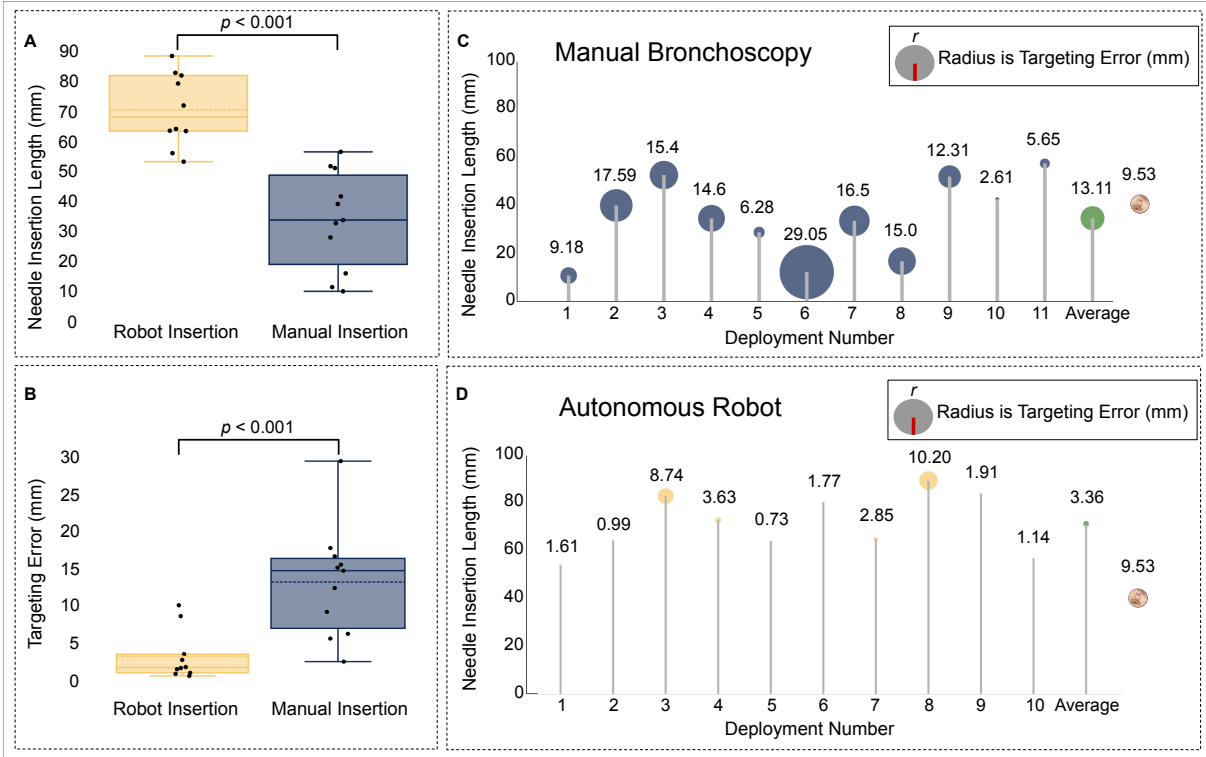 A
p < 0.001
Needle Insertion Length (mm)
90
80
70
60
50
40
30
20
10
0
Robot Insertion
Manual Insertion
B
p < 0.001
Targeting Error (mm)
30
25
20
15
10
5
0
Robot Insertion
Manual Insertion
C
Manual Bronchoscopy
r
Radius is Targeting Error (mm)
Needle Insertion Length (mm)
100
80
60
40
20
0
9.18
17.59
15.4
14.6
6.28
29.05
16.5
15.0
12.31
2.61
5.65
13.11
9.53
1 2 3 4 5 6 7 8 9 10 11 Average
Deployment Number
D
Autonomous Robot
r
Radius is Targeting Error (mm)
Needle Insertion Length (mm)
100
80
60
40
20
0
1.61
0.99
8.74
3.63
0.73
1.77
2.85
10.20
1.91
1.14
3.36
9.53
1 2 3 4 5 6 7 8 9 10 Average
Deployment Number